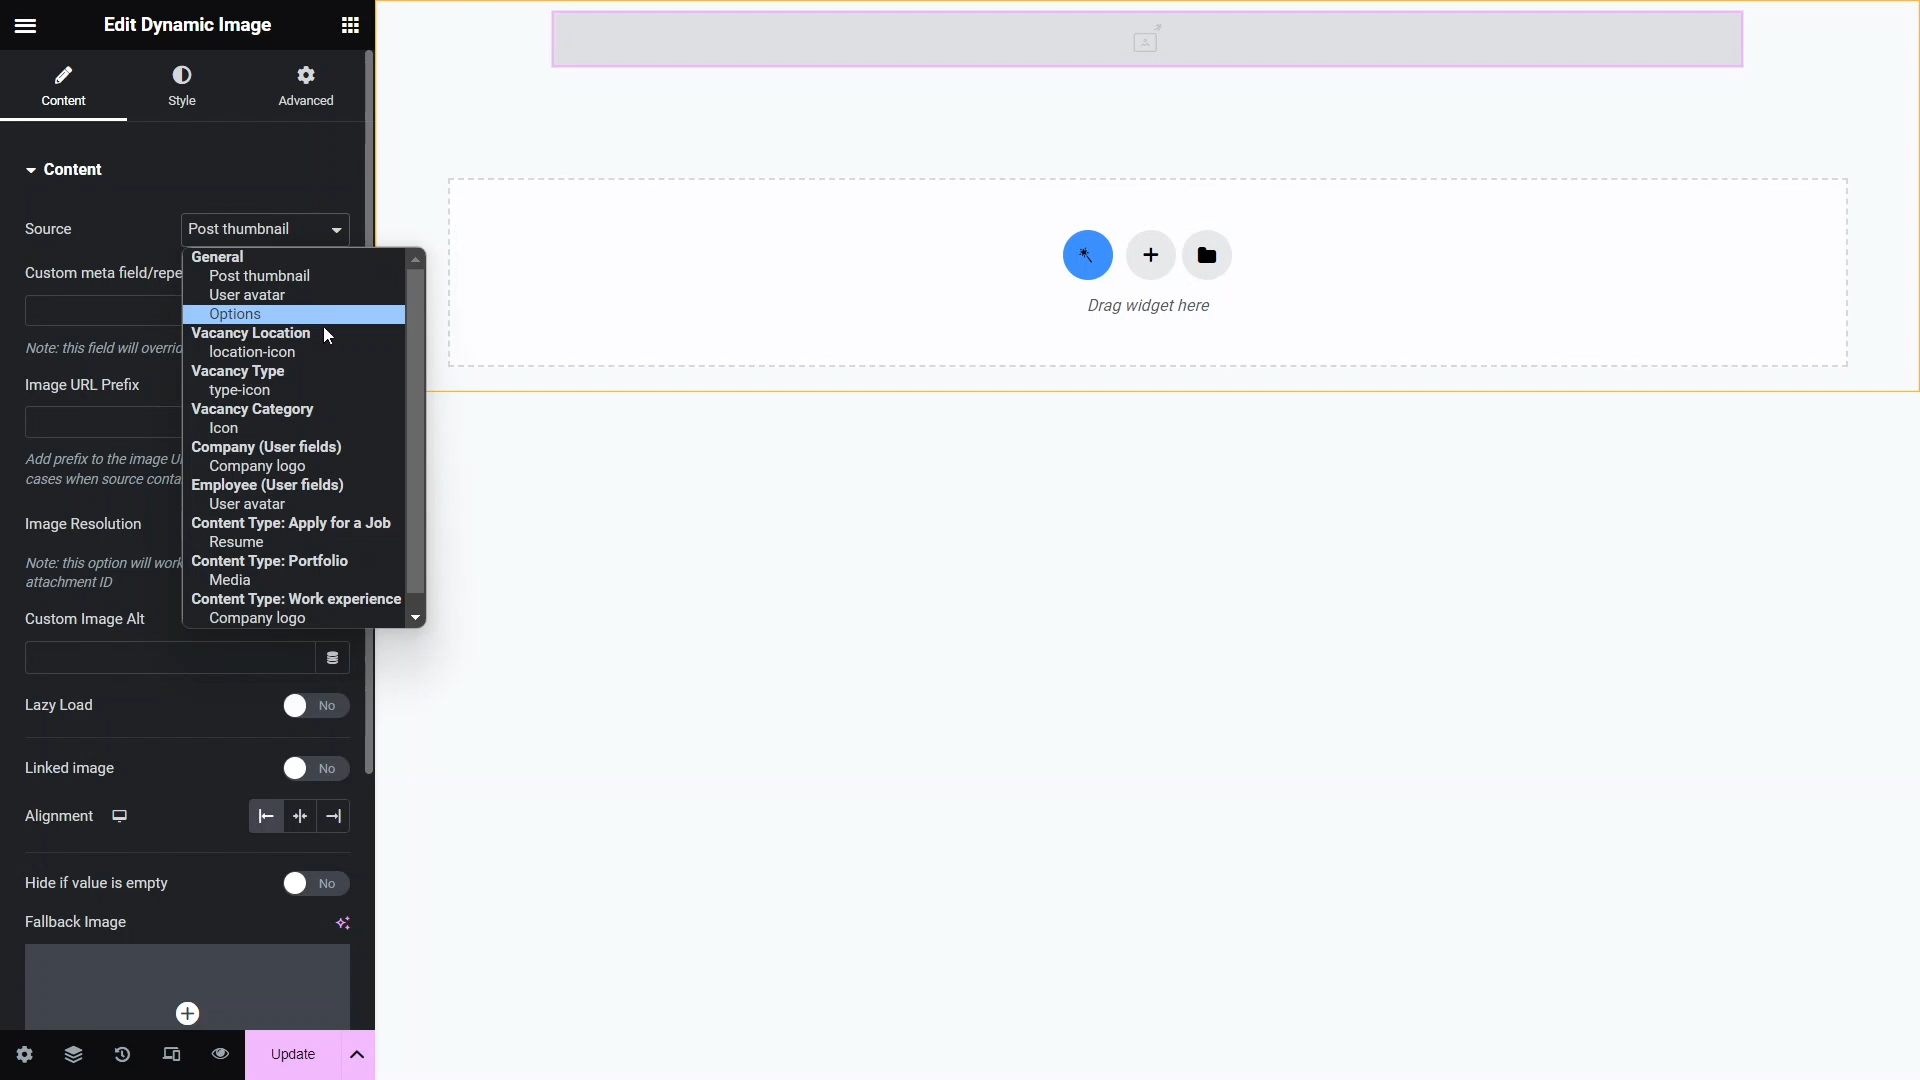 Edit Dynamic Image
Content
Style
Advanced
Content
Source
Post thumbnail
General
Post thumbnail
User avatar
Options
Vacancy Location
location-icon
Vacancy Type
type-icon
Vacancy Category
Icon
Company (User fields)
Company logo
Employee (User fields)
User avatar
Content Type: Apply for a Job
Resume
Content Type: Portfolio
Media
Content Type: Work experience
Company logo
Custom meta field/repe
Note: this field will overrid
Image URL Prefix
Add prefix to the image U
cases when source conta
Image Resolution
Note: this option will work
attachment ID
Custom Image Alt
Lazy Load
No
Linked image
No
Alignment
Hide if value is empty
No
Fallback Image
Update
Drag widget here